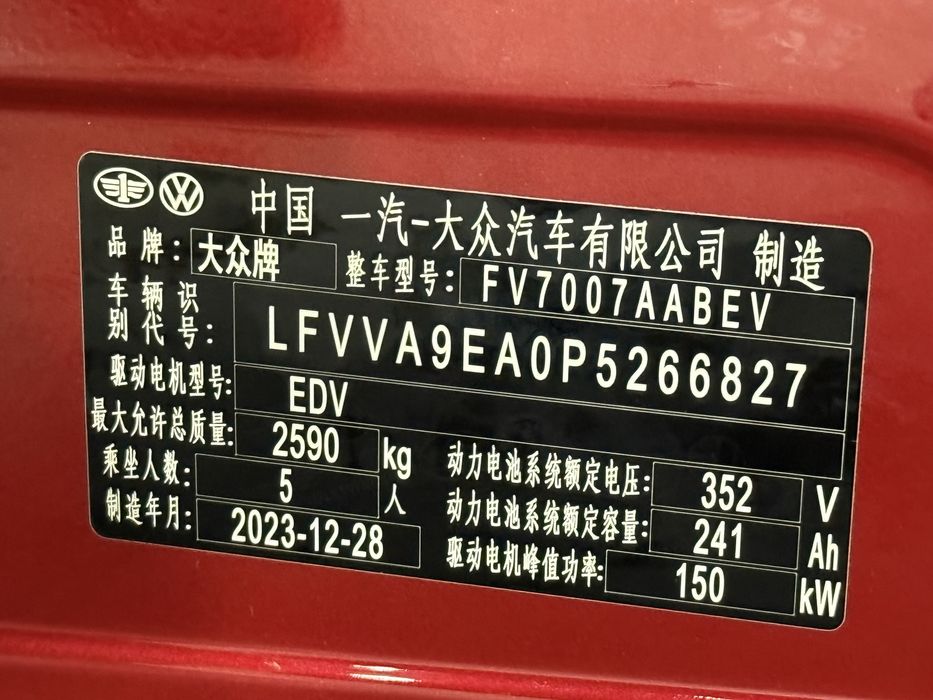 中国 一汽-大众汽车有限公司 制造
品牌: 大众牌 整车型号: FV7007AABEV
车辆识别代号: LFVVA9EA0P5266827
驱动电机型号: EDV
最大允许总质量: 2590 kg
乘坐人数: 5 人
制造年月: 2023-12-28
动力电池系统额定电压: 352 V
动力电池系统额定容量: 241 Ah
驱动电机峰值功率: 150 kW